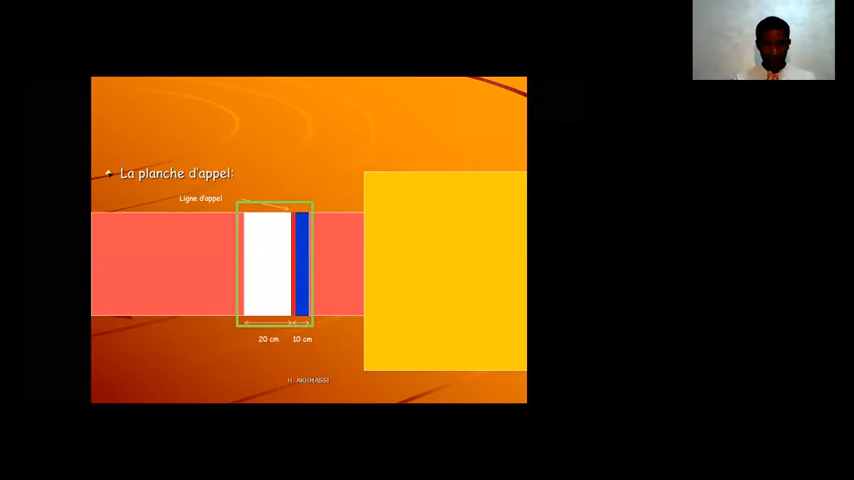 La planche d'appel:
Ligne d'appel
20 cm 10 cm
H. AKHMASSI